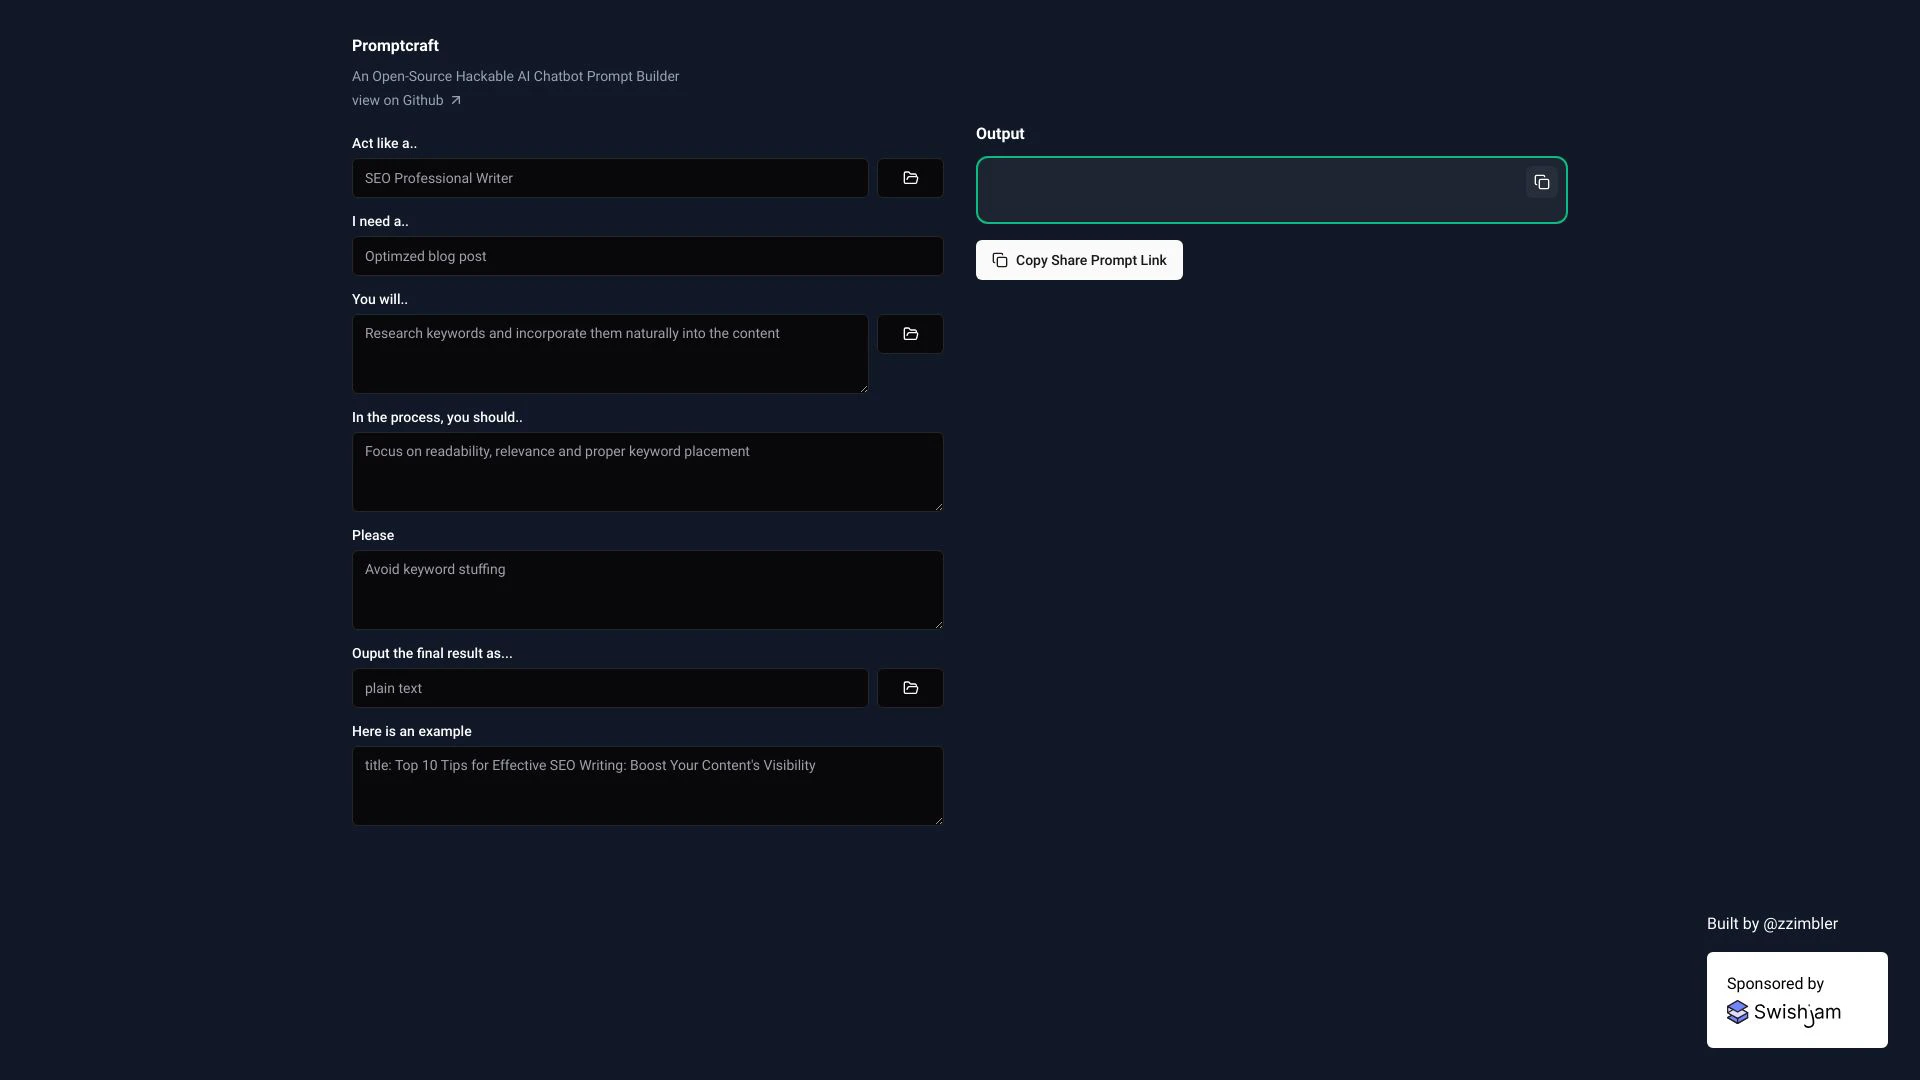 Promptcraft
An Open-Source Hackable AI Chatbot Prompt Builder
view on Github
Act like a..
SEO Professional Writer
I need a..
Optimzed blog post
You will..
Research keywords and incorporate them naturally into the content
In the process, you should..
Focus on readability, relevance and proper keyword placement
Please
Avoid keyword stuffing
Ouput the final result as...
plain text
Here is an example
title: Top 10 Tips for Effective SEO Writing: Boost Your Content's Visibility
Output
Copy Share Prompt Link
Built by @zzimbler
Sponsored by
Swishjam